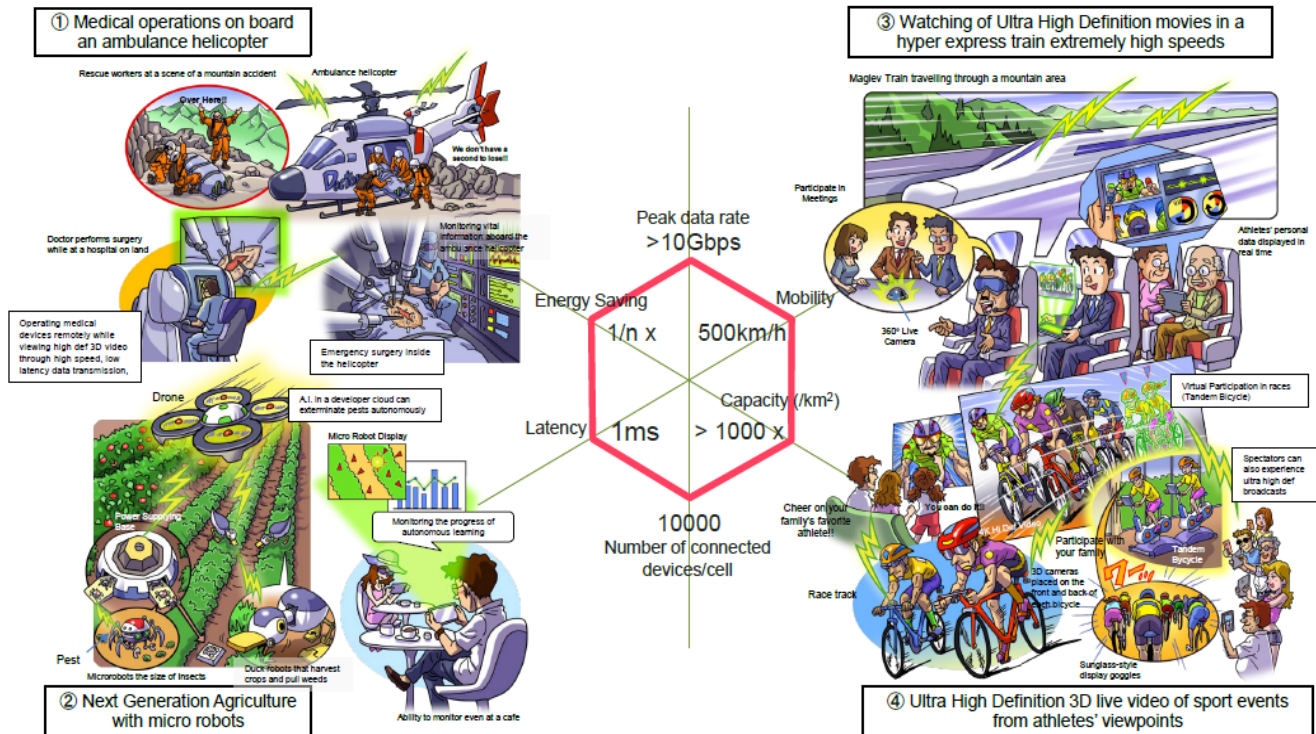 ① Medical operations on board
an ambulance helicopter
Rescue workers at a scene of a mountain accident
Ambulance helicopter
Over Here!!
We don't have a
second to lose!!
Doctor
Doctor performs surgery
while at a hospital on land
Monitoring vital
information aboard the
ambulance helicopter
Operating medical
devices remotely while
viewing high def 3D video
through high speed, low
latency data transmission,
Emergency surgery inside
the helicopter
Drone
A.I. in a developer cloud can
exterminate pests autonomously
Micro Robot Display
Power Supplying
Base
Monitoring the progress of
autonomous learning
Pest
Microrobots the size of insects
Duck robots that harvest
crops and pull weeds
Ability to monitor even at a cafe
② Next Generation Agriculture
with micro robots
Peak data rate
>10Gbps
Energy Saving
1/n x
Mobility
500km/h
Latency
1ms
Capacity (/km²)
> 1000 x
10000
Number of connected
devices/cell
③ Watching of Ultra High Definition movies in a
hyper express train extremely high speeds
Maglev Train travelling through a mountain area
Participate in
Meetings
Athletes' personal
data displayed in
real time
360° Live
Camera
Virtual Participation in races
(Tandem Bicycle)
Spectators can
also experience
ultra high def
broadcasts
Cheer on your
family's favorite
athlete!!
You can do it!!
4K Hi Def Video
Participate with
your family
Tandem
Bycycle
3D cameras
placed on the
front and back of
each bicycle
Race track
Sunglass-style
display goggles
④ Ultra High Definition 3D live video of sport events
from athletes' viewpoints